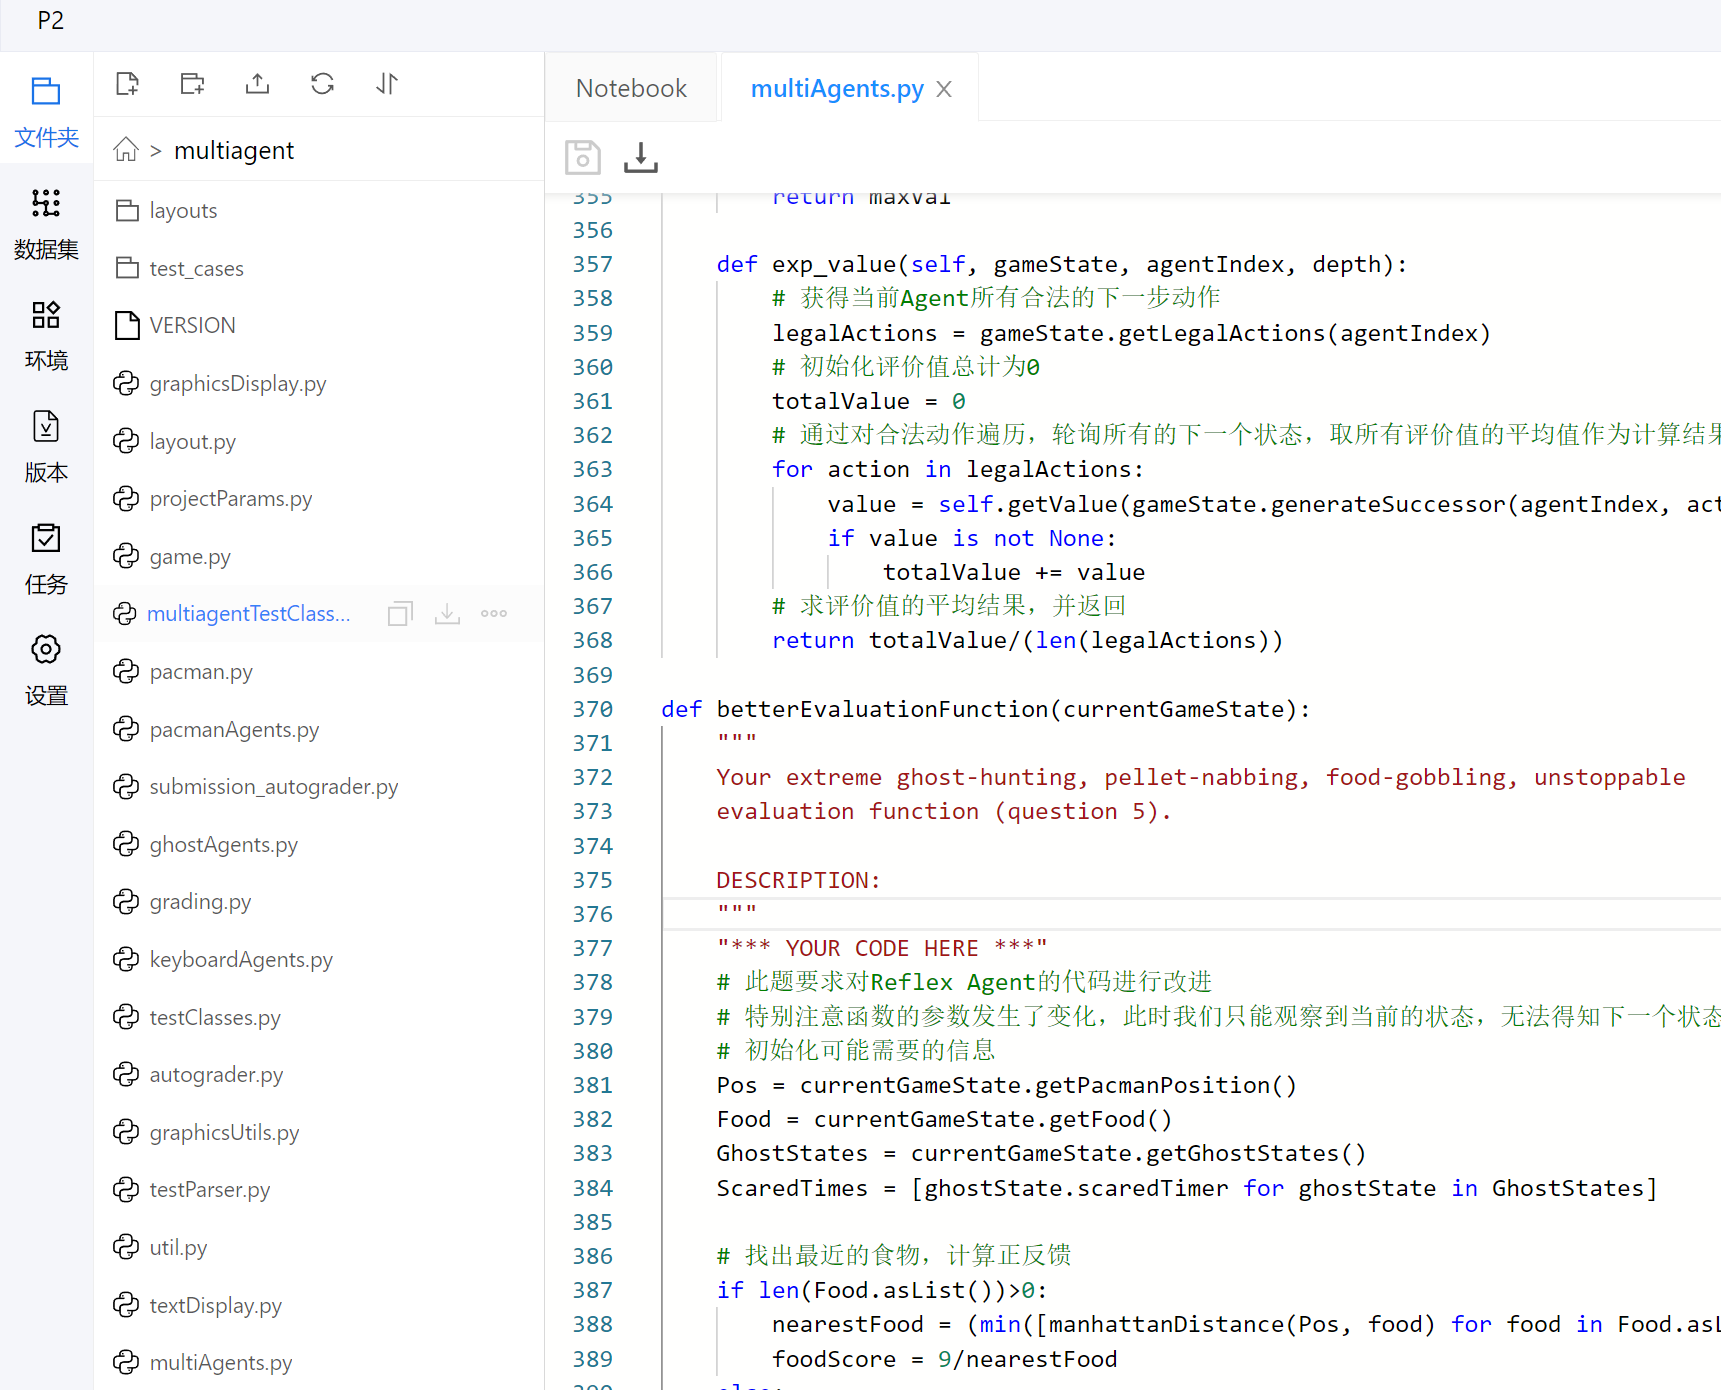 P2
文件夹
数据集
环境
版本
任务
设置
> multiagent
layouts
test_cases
VERSION
graphicsDisplay.py
layout.py
projectParams.py
game.py
multiagentTestClass...
pacman.py
pacmanAgents.py
submission_autograder.py
ghostAgents.py
grading.py
keyboardAgents.py
testClasses.py
autograder.py
graphicsUtils.py
testParser.py
util.py
textDisplay.py
multiAgents.py
Notebook
multiAgents.py
355 return maxVal
356
357 def exp_value(self, gameState, agentIndex, depth):
358 # 获得当前Agent所有合法的下一步动作
359 legalActions = gameState.getLegalActions(agentIndex)
360 # 初始化评价值总计为0
361 totalValue = 0
362 # 通过对合法动作遍历，轮询所有的下一个状态，取所有评价值的平均值作为计算结果
363 for action in legalActions:
364 value = self.getValue(gameState.generateSuccessor(agentIndex, act
365 if value is not None:
366 totalValue += value
367 # 求评价值的平均结果，并返回
368 return totalValue/(len(legalActions))
369
370 def betterEvaluationFunction(currentGameState):
371 """
372 Your extreme ghost-hunting, pellet-nabbing, food-gobbling, unstoppable
373 evaluation function (question 5).
374
375 DESCRIPTION:
376 """
377 "*** YOUR CODE HERE ***"
378 # 此题要求对Reflex Agent的代码进行改进
379 # 特别注意函数的参数发生了变化，此时我们只能观察到当前的状态，无法得知下一个状态
380 # 初始化可能需要的信息
381 Pos = currentGameState.getPacmanPosition()
382 Food = currentGameState.getFood()
383 GhostStates = currentGameState.getGhostStates()
384 ScaredTimes = [ghostState.scaredTimer for ghostState in GhostStates]
385
386 # 找出最近的食物，计算正反馈
387 if len(Food.asList())>0:
388 nearestFood = (min([manhattanDistance(Pos, food) for food in Food.asL
389 foodScore = 9/nearestFood
390 else: